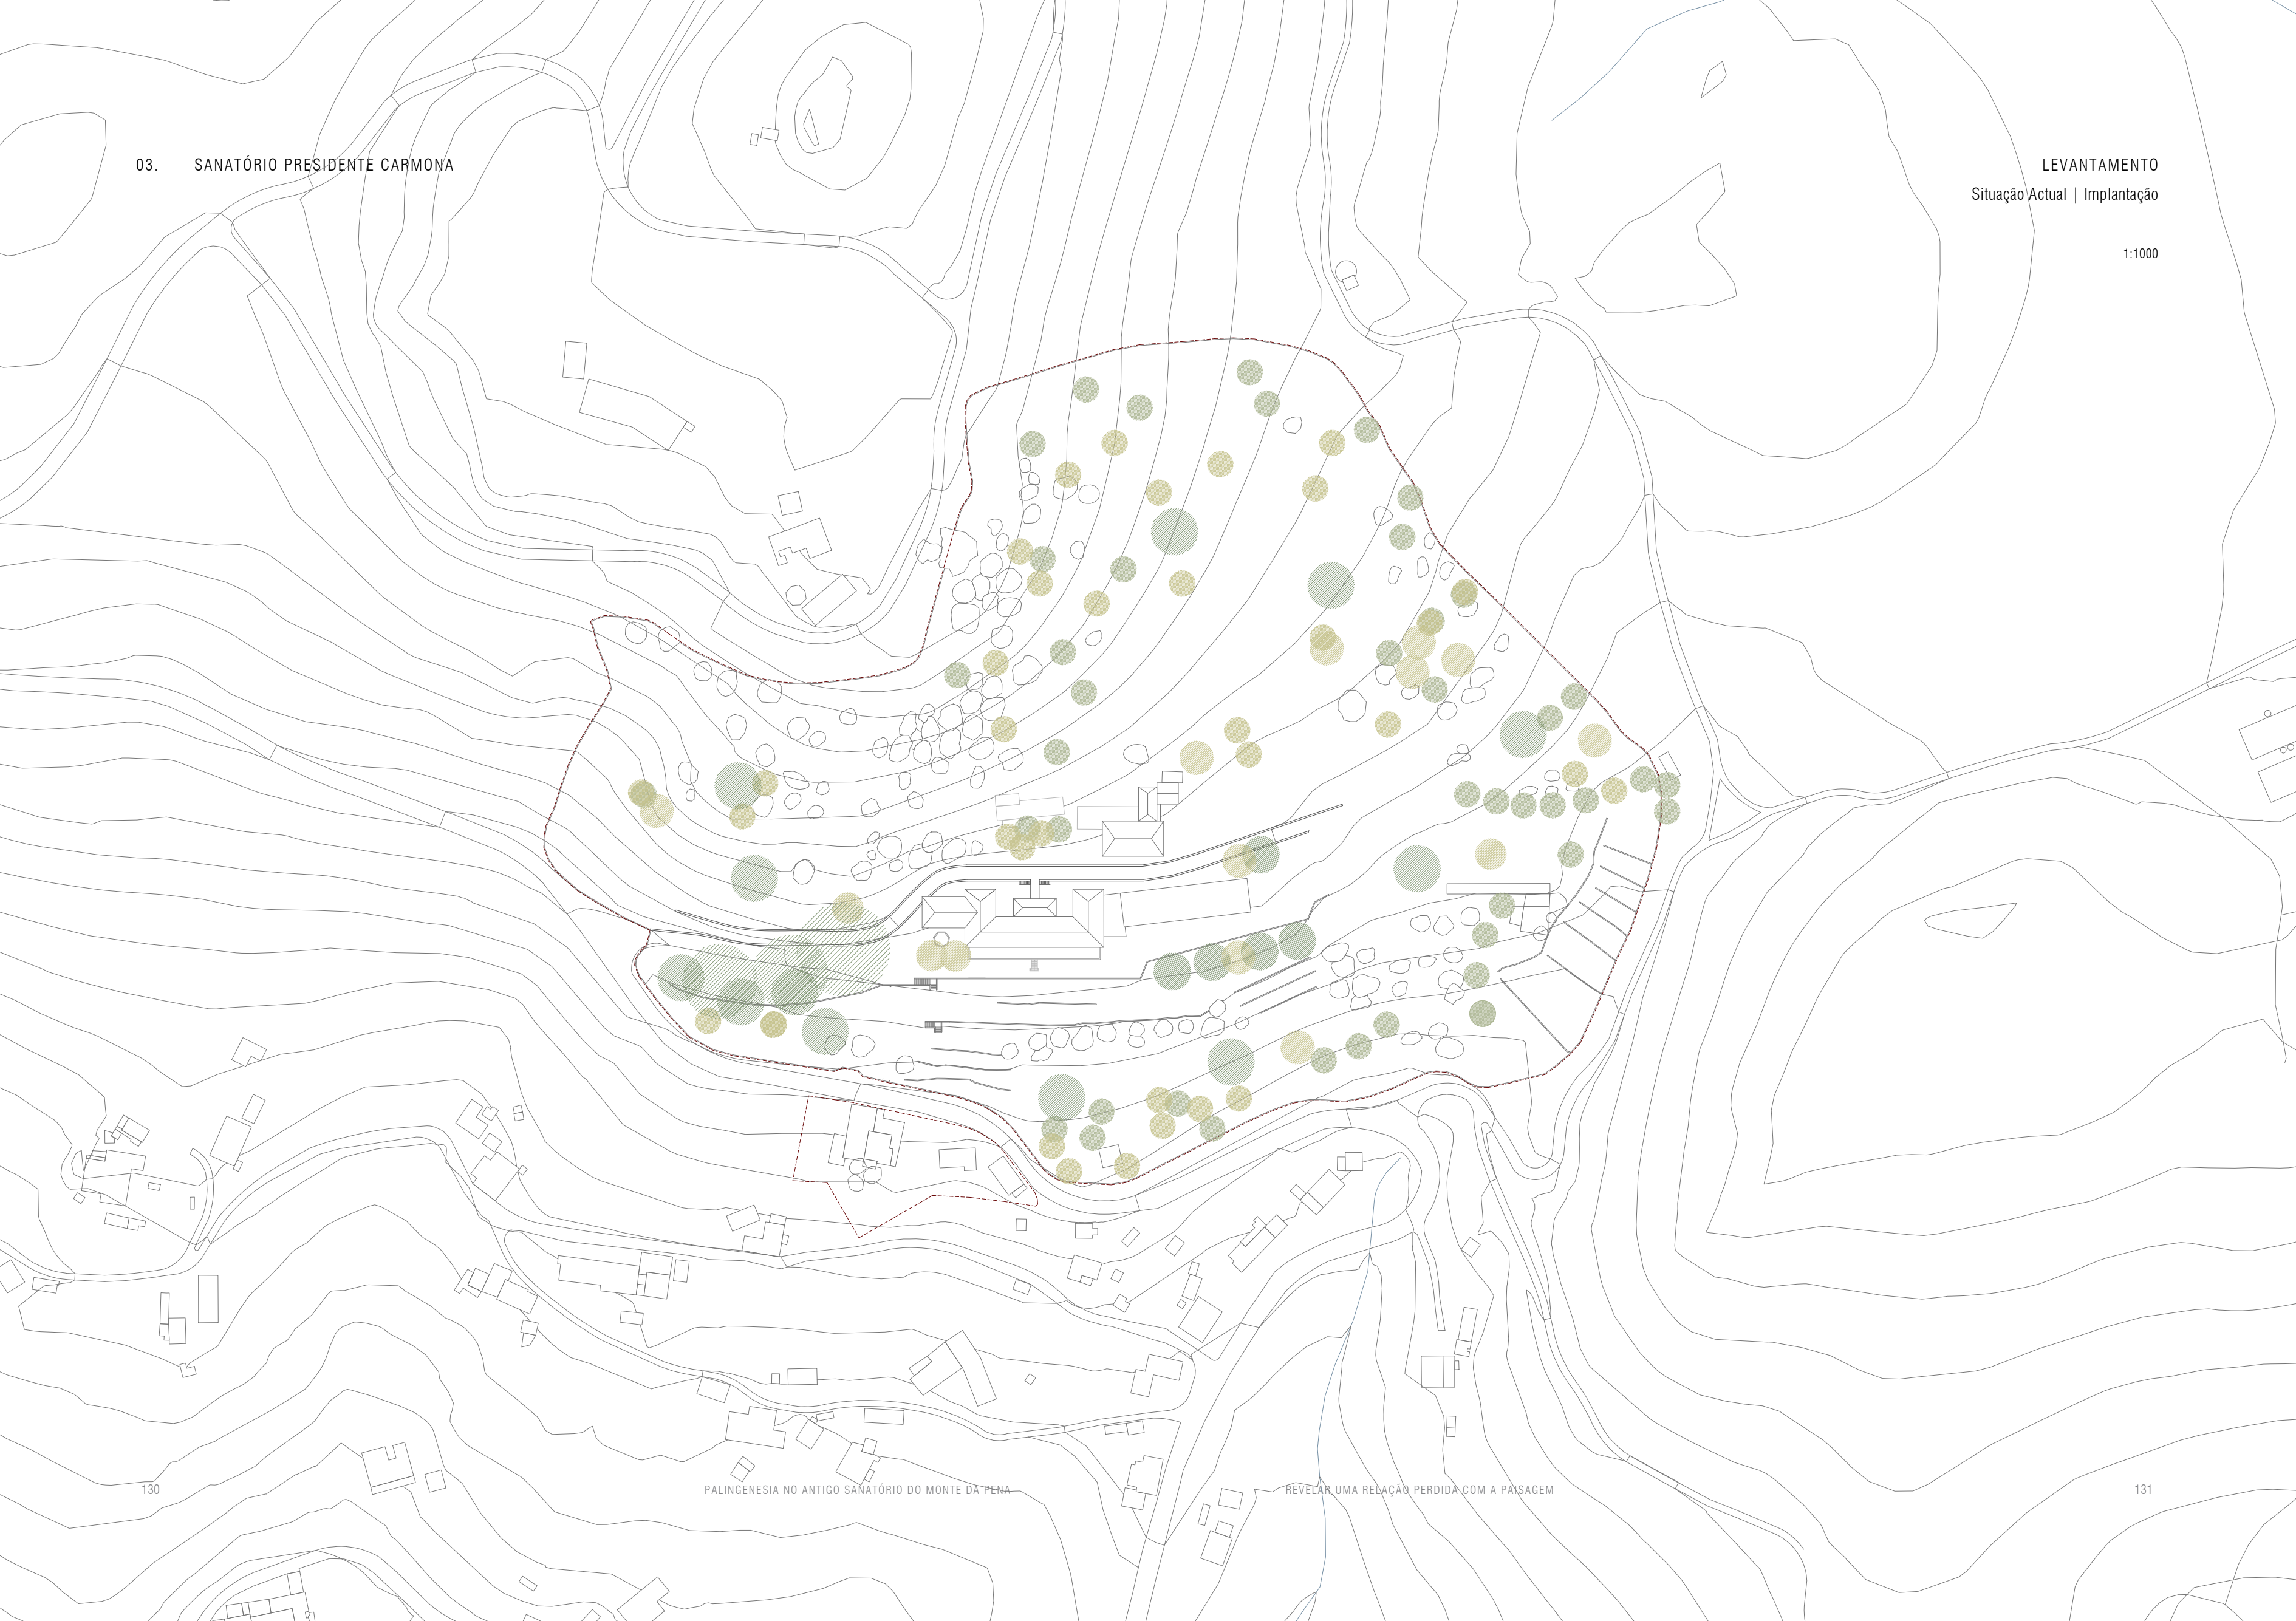 03. SANATÓRIO PRESIDENTE CARMONA
LEVANTAMENTO
Situação Actual | Implantação
1:1000
130
PALINGENESIA NO ANTIGO SANATÓRIO DO MONTE DA PENA
REVELAR UMA RELAÇÃO PERDIDA COM A PAISAGEM
131